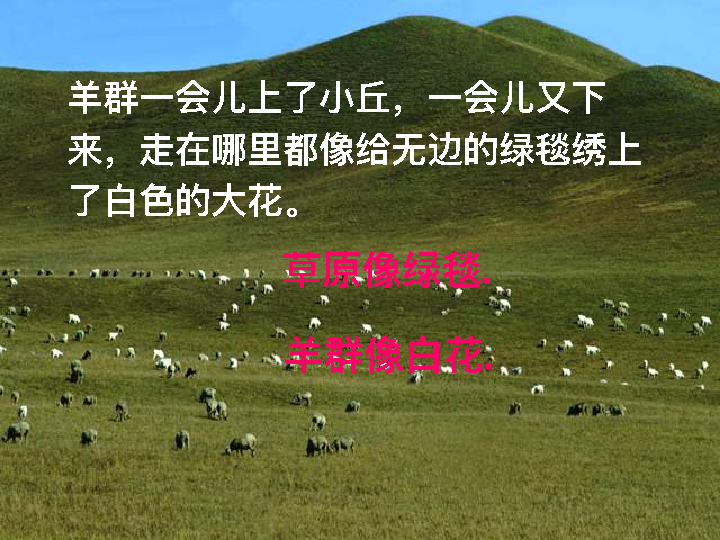 羊群一会儿上了小丘，一会儿又下
来，走在哪里都像给无边的绿毯绣上
了白色的大花。
草原像绿毯.
羊群像白花.